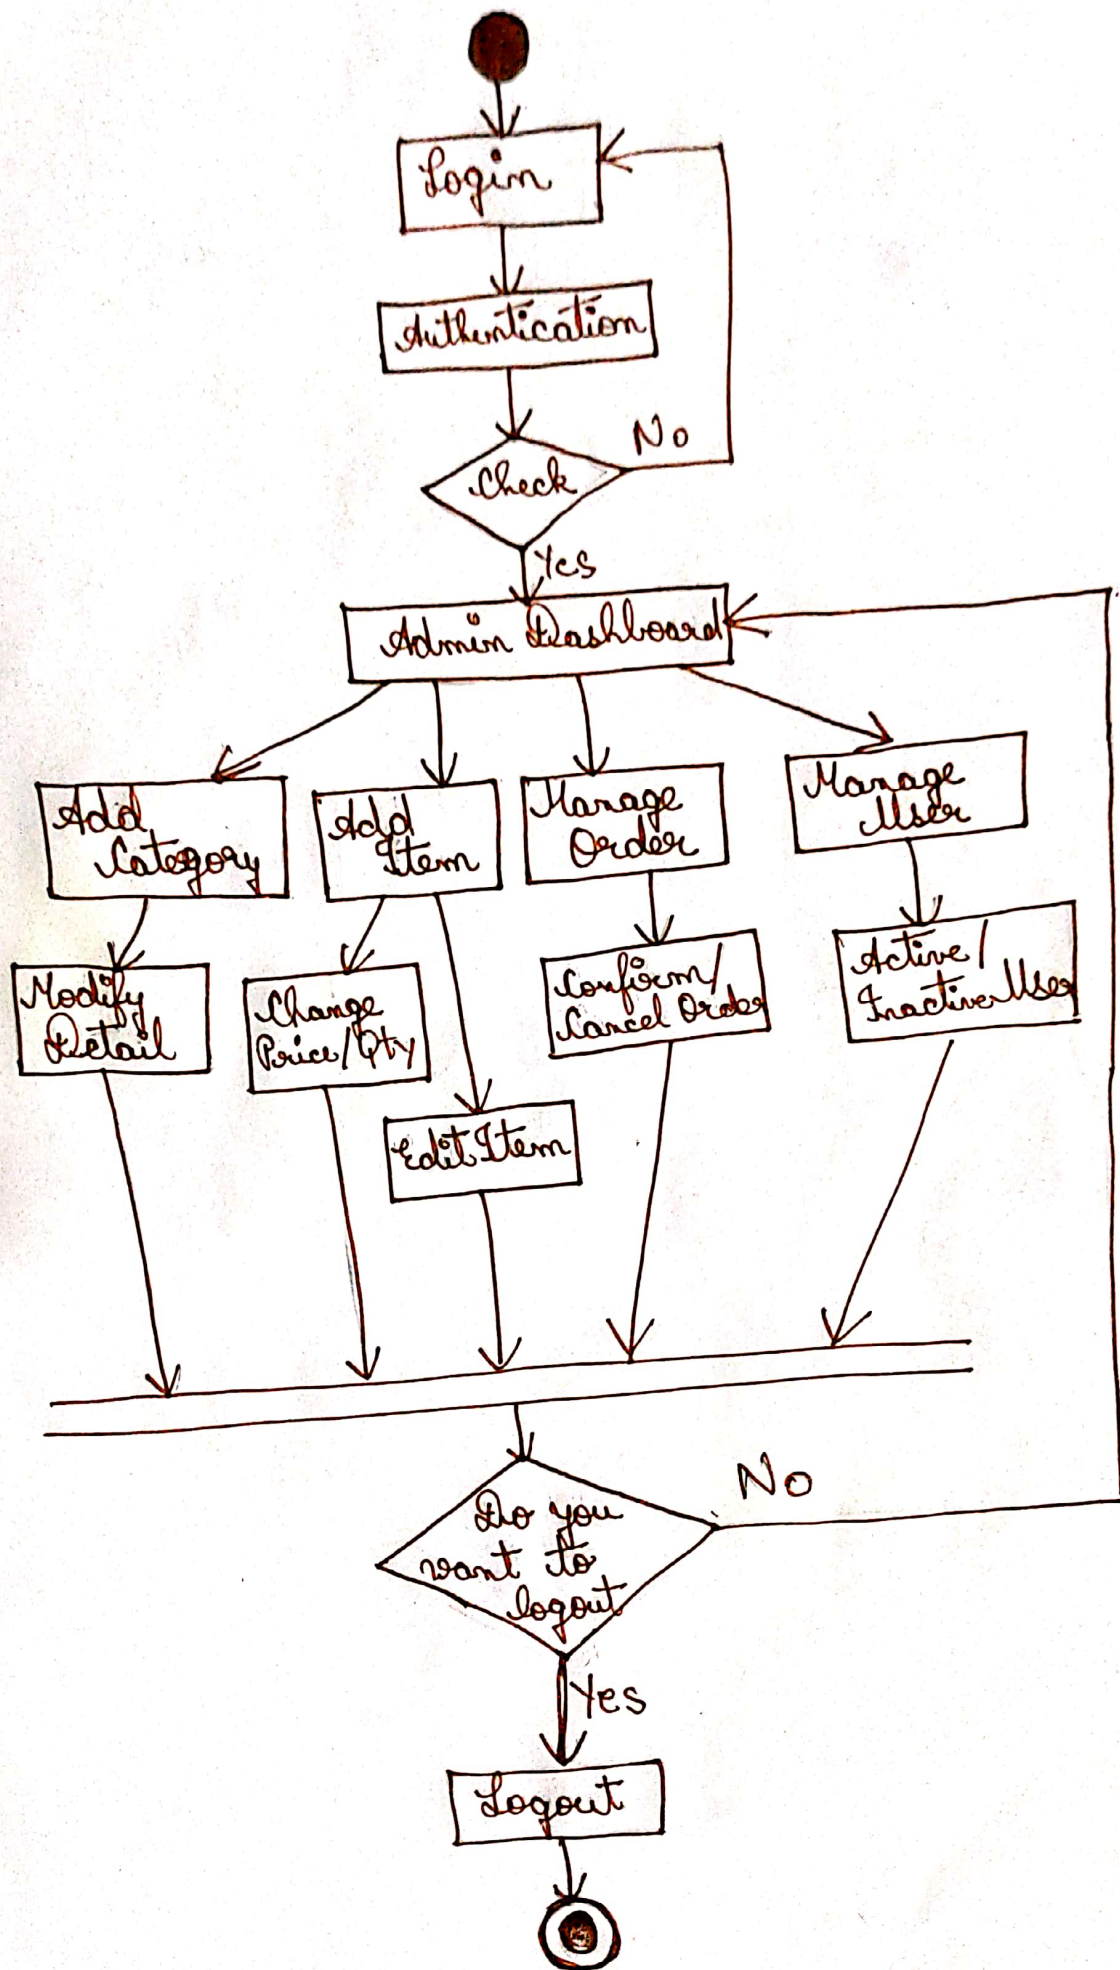 Login
Authentication
No
Check
Yes
Admin Dashboard
Add
Category
Add
Item
Manage
Order
Manage
User
Modify
Detail
Change
Price/Qty
Confirm/
Cancel Order
Active/
Inactive User
Edit Item
No
Do you
want to
logout
Yes
Logout